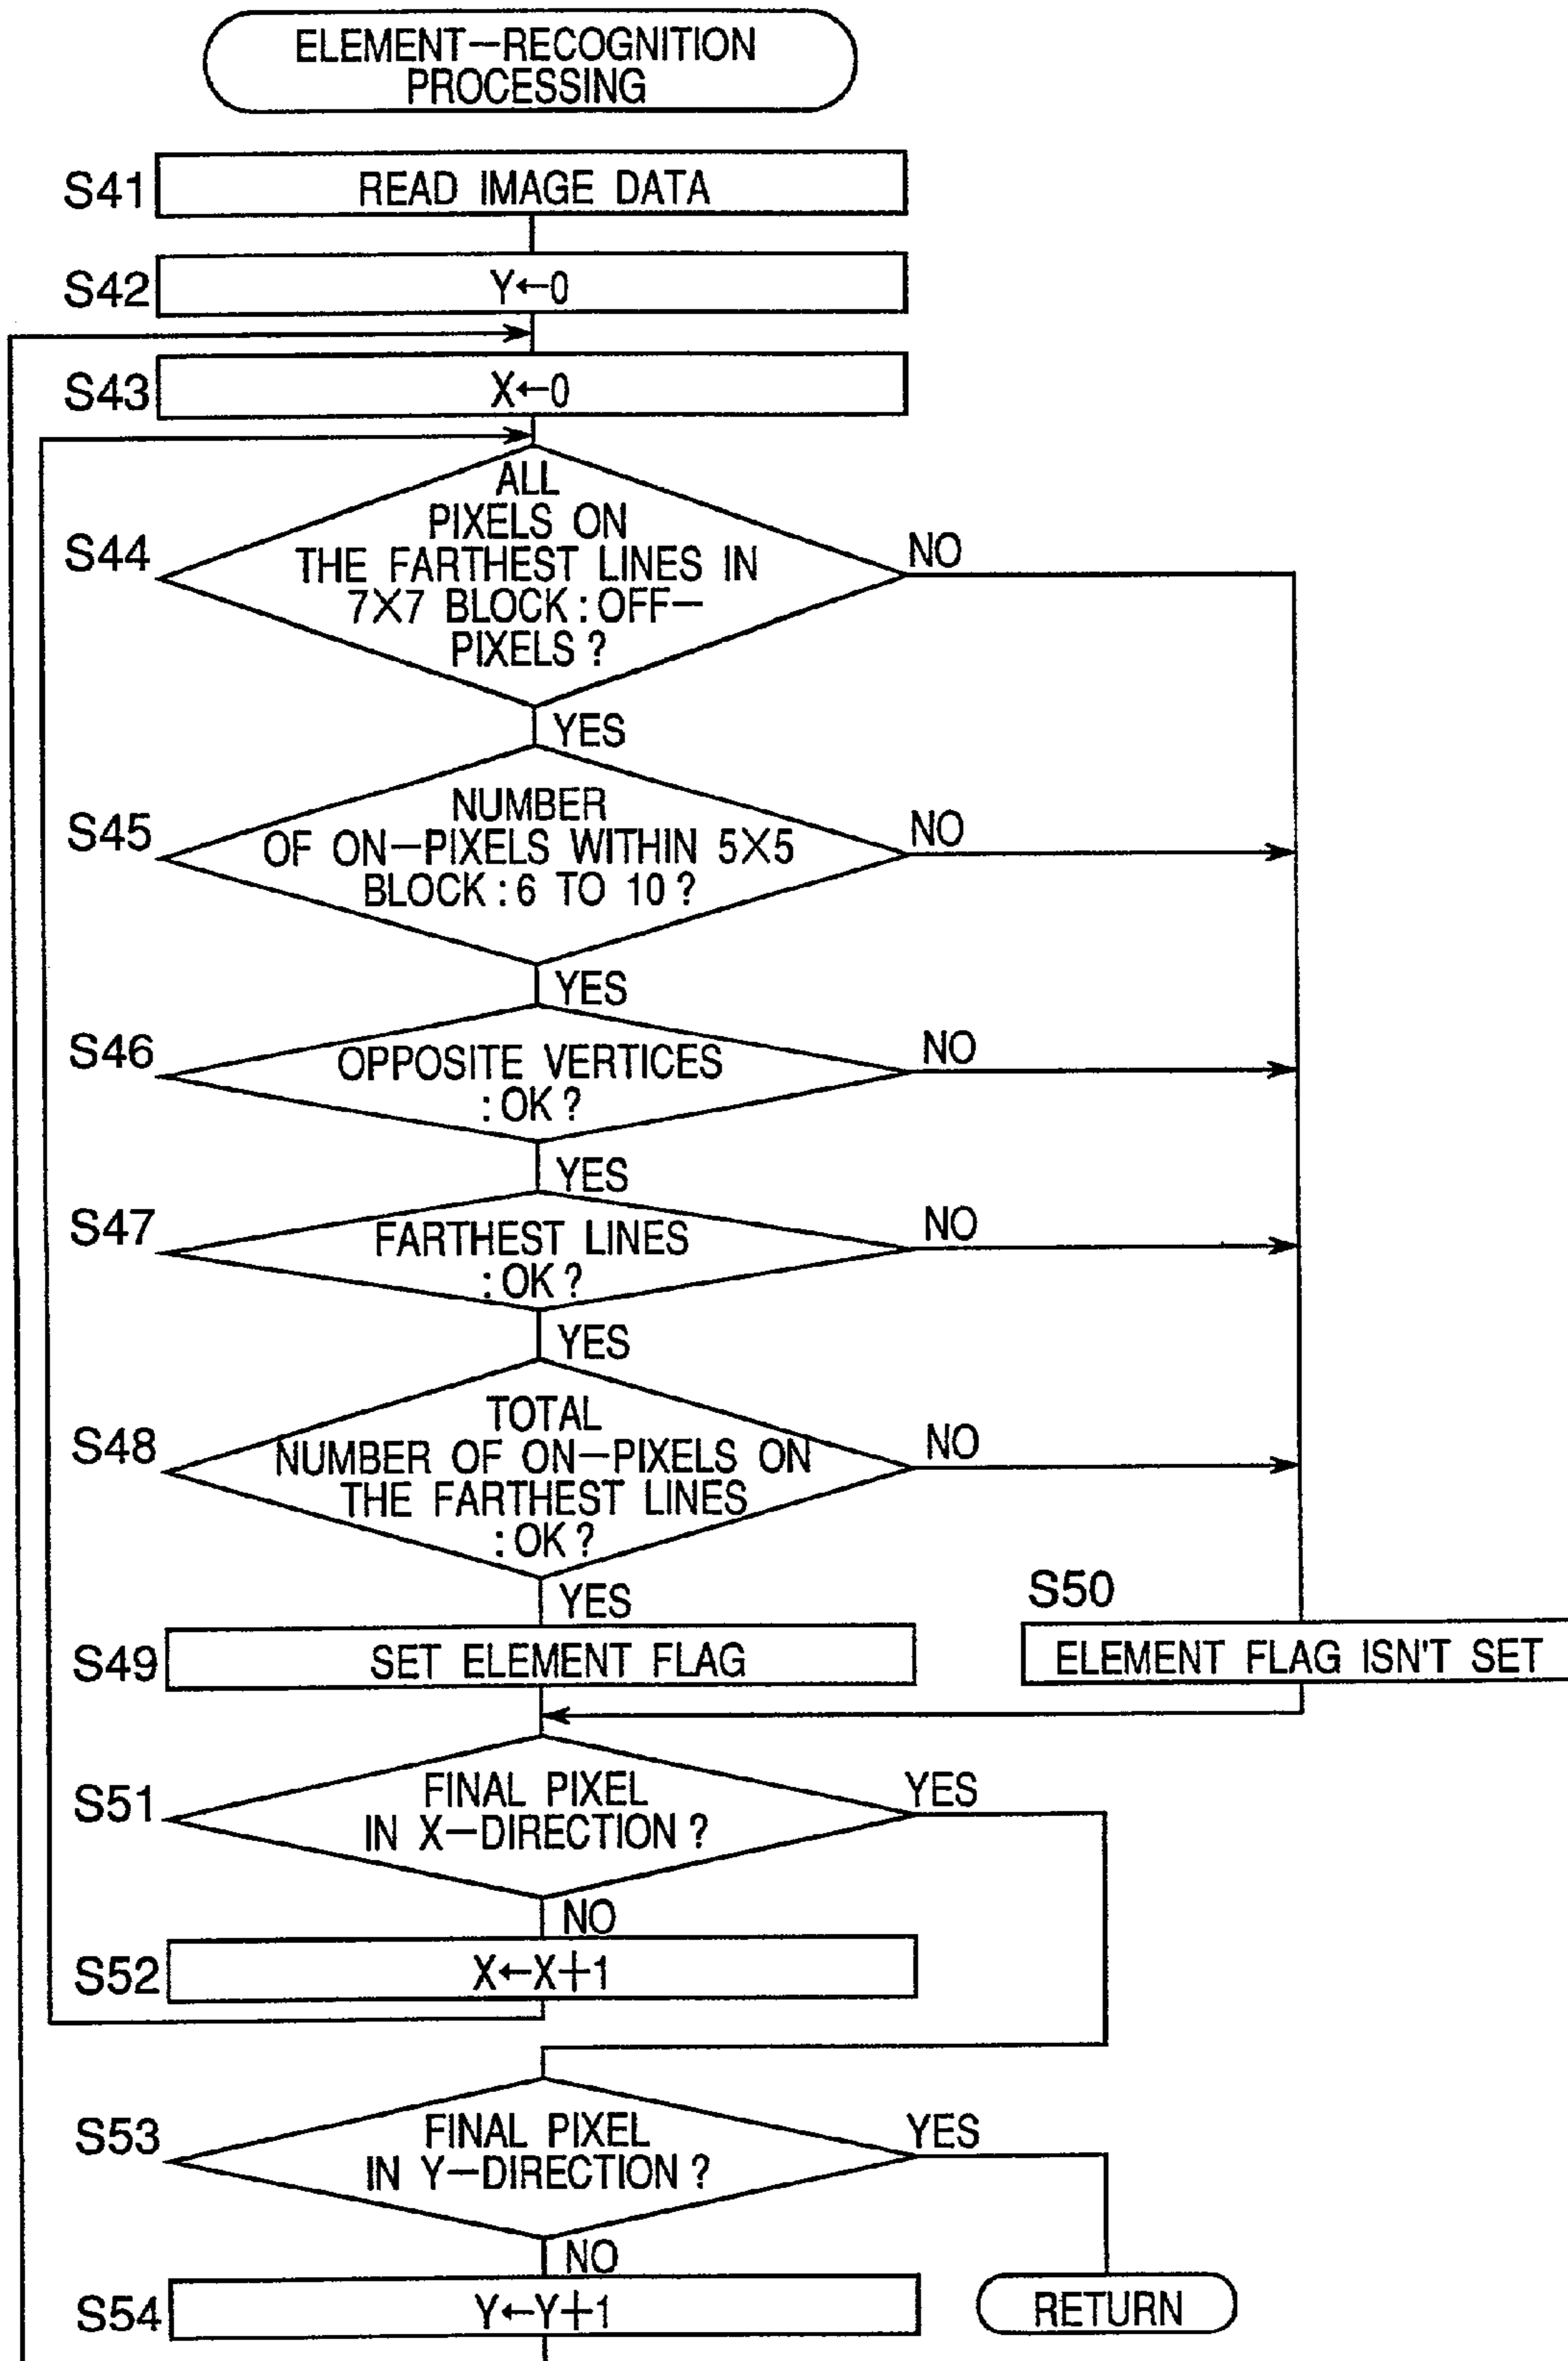 ELEMENT—RECOGNITION
PROCESSING
S41
READ IMAGE DATA
S42
Y←0
S43
X←0
S44
ALL
PIXELS ON
THE FARTHEST LINES IN
7×7 BLOCK:OFF—
PIXELS?
NO
YES
S45
NUMBER
OF ON—PIXELS WITHIN 5×5
BLOCK:6 TO 10?
NO
YES
S46
OPPOSITE VERTICES
:OK?
NO
YES
S47
FARTHEST LINES
:OK?
NO
YES
S48
TOTAL
NUMBER OF ON—PIXELS ON
THE FARTHEST LINES
:OK?
NO
YES
S49
SET ELEMENT FLAG
S50
ELEMENT FLAG ISN'T SET
S51
FINAL PIXEL
IN X—DIRECTION?
YES
NO
S52
X←X+1
S53
FINAL PIXEL
IN Y—DIRECTION?
YES
NO
S54
Y←Y+1
RETURN